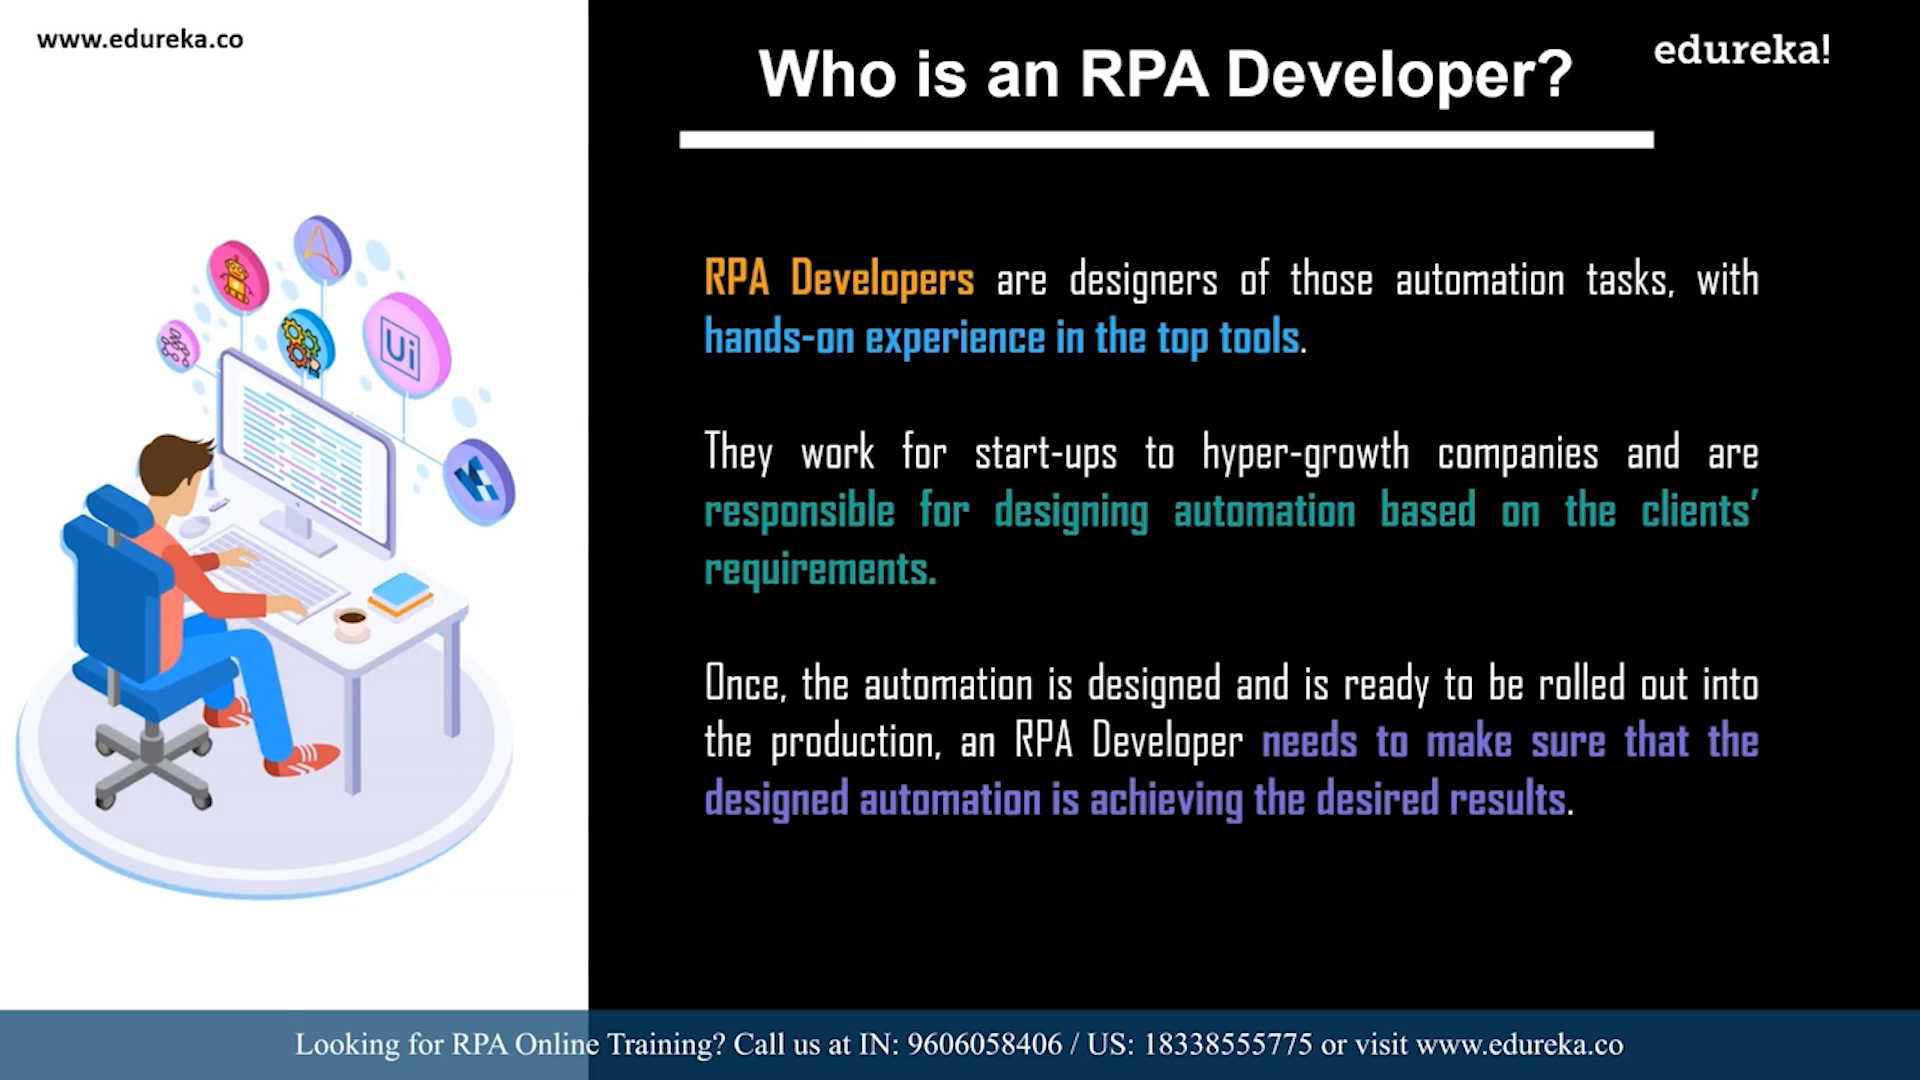 www.edureka.co
Who is an RPA Developer?
edureka!
RPA Developers are designers of those automation tasks, with
hands-on experience in the top tools.
They work for start-ups to hyper-growth companies and are
responsible for designing automation based on the clients’
requirements.
Once, the automation is designed and is ready to be rolled out into
the production, an RPA Developer needs to make sure that the
designed automation is achieving the desired results.
Ui
Looking for RPA Online Training? Call us at IN: 9606058406 / US: 18338555775 or visit www.edureka.co